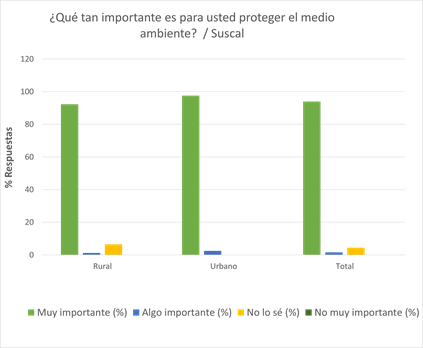 ¿Qué tan importante es para usted proteger el medio
ambiente? / Suscal
120
100
80
60
40
20
0
% Respuestas
Rural
Urbano
Total
Muy importante (%)
Algo importante (%)
No lo sé (%)
No muy importante (%)